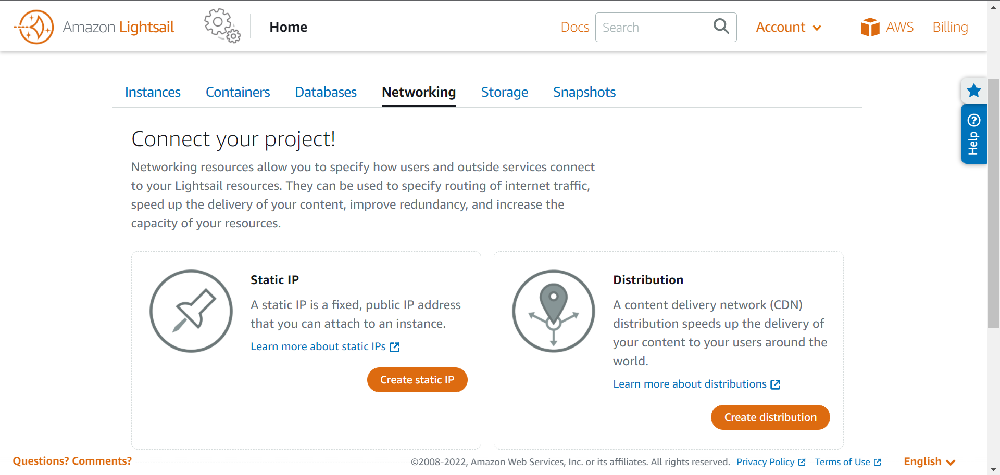 Amazon Lightsail
Home
Docs
Search
Account
AWS
Billing
Instances
Containers
Databases
Networking
Storage
Snapshots
Help
Connect your project!
Networking resources allow you to specify how users and outside services connect
to your Lightsail resources. They can be used to specify routing of internet traffic,
speed up the delivery of your content, improve redundancy, and increase the
capacity of your resources.
Static IP
A static IP is a fixed, public IP address
that you can attach to an instance.
Learn more about static IPs
Create static IP
Distribution
A content delivery network (CDN)
distribution speeds up the delivery of
your content to your users around the
world.
Learn more about distributions
Create distribution
Questions? Comments?
©2008-2022, Amazon Web Services, Inc. or its affiliates. All rights reserved.
Privacy Policy
Terms of Use
English